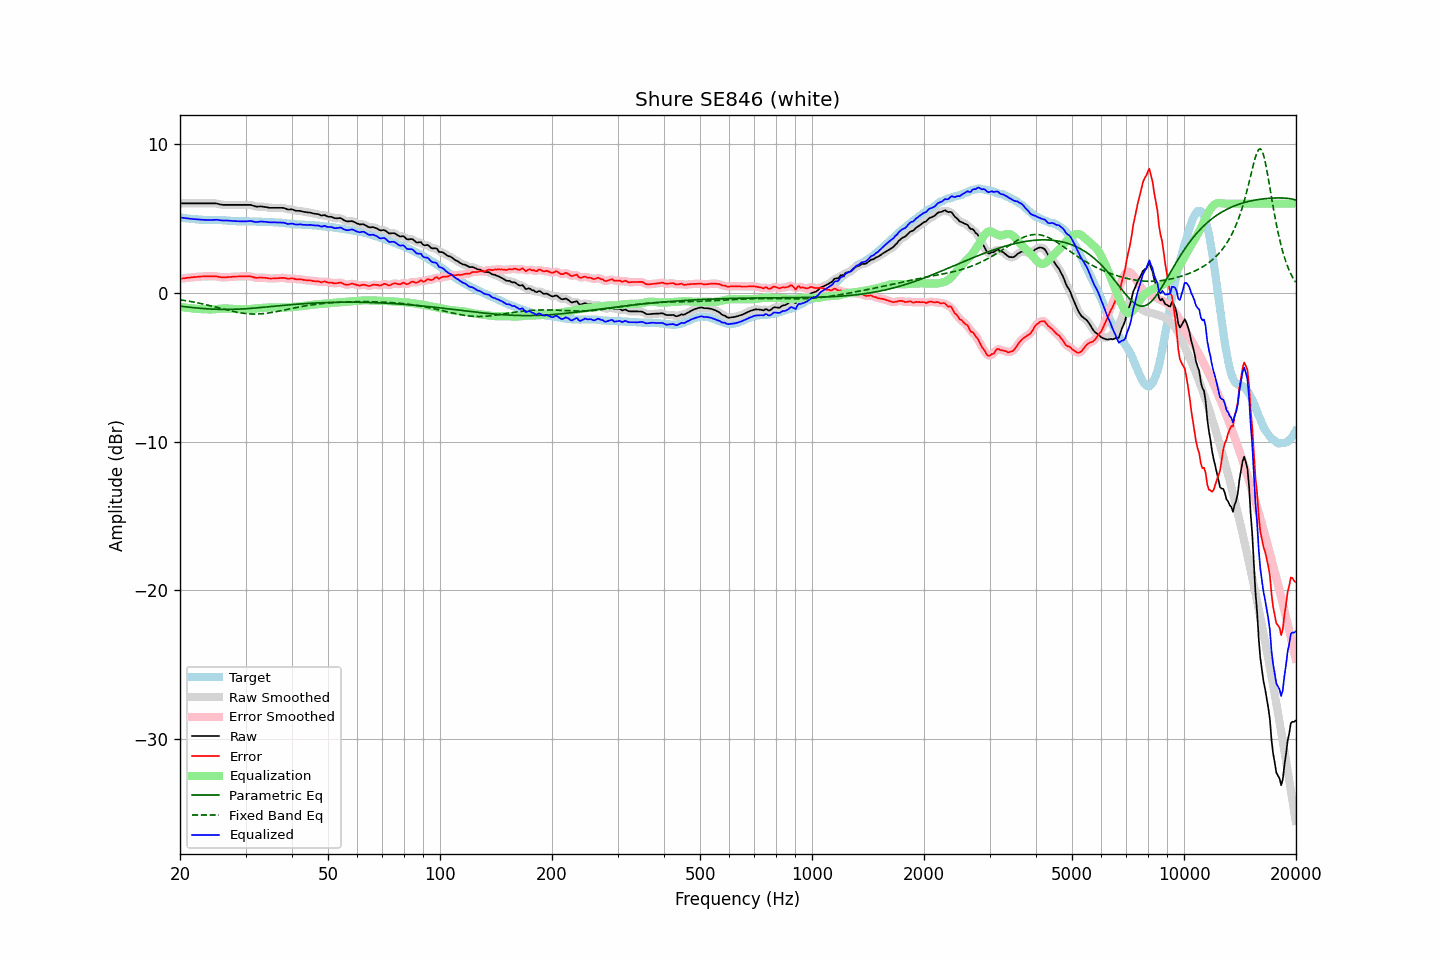 Shure SE846 (white)
10
0
−10
−20
−30
Amplitude (dBr)
20
50
100
200
500
1000
2000
5000
10000
20000
Frequency (Hz)
Target
Raw Smoothed
Error Smoothed
Raw
Error
Equalization
Parametric Eq
Fixed Band Eq
Equalized